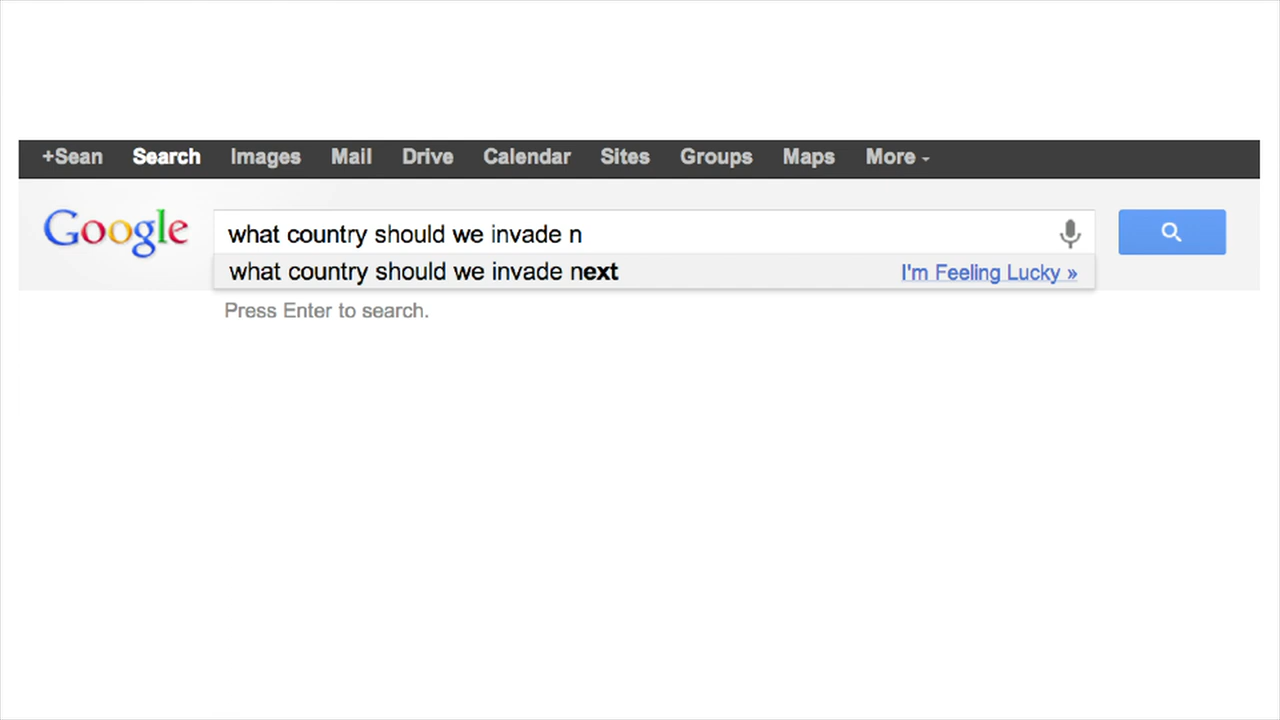 +Sean Search Images Mail Drive Calendar Sites Groups Maps More
Google what country should we invade n
what country should we invade next I'm Feeling Lucky »
Press Enter to search.